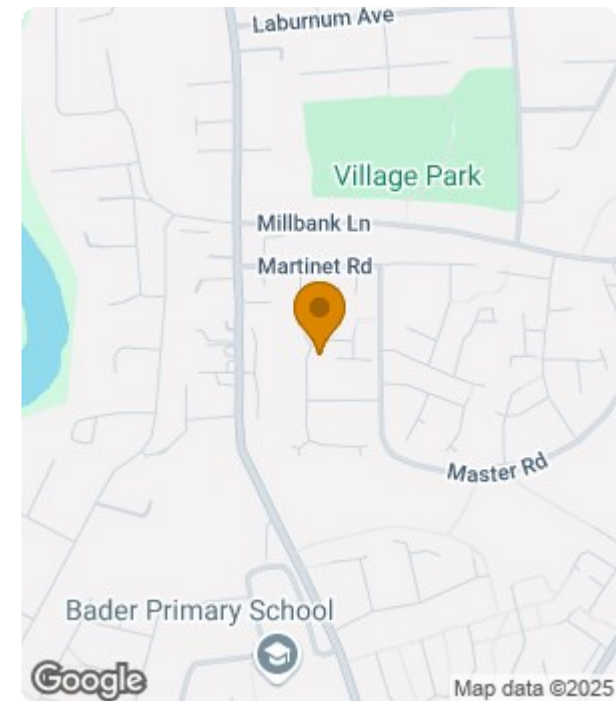 Laburnum Ave
Village Park
Millbank Ln
Martinet Rd
Master Rd
Bader Primary School
Google
Map data ©2025